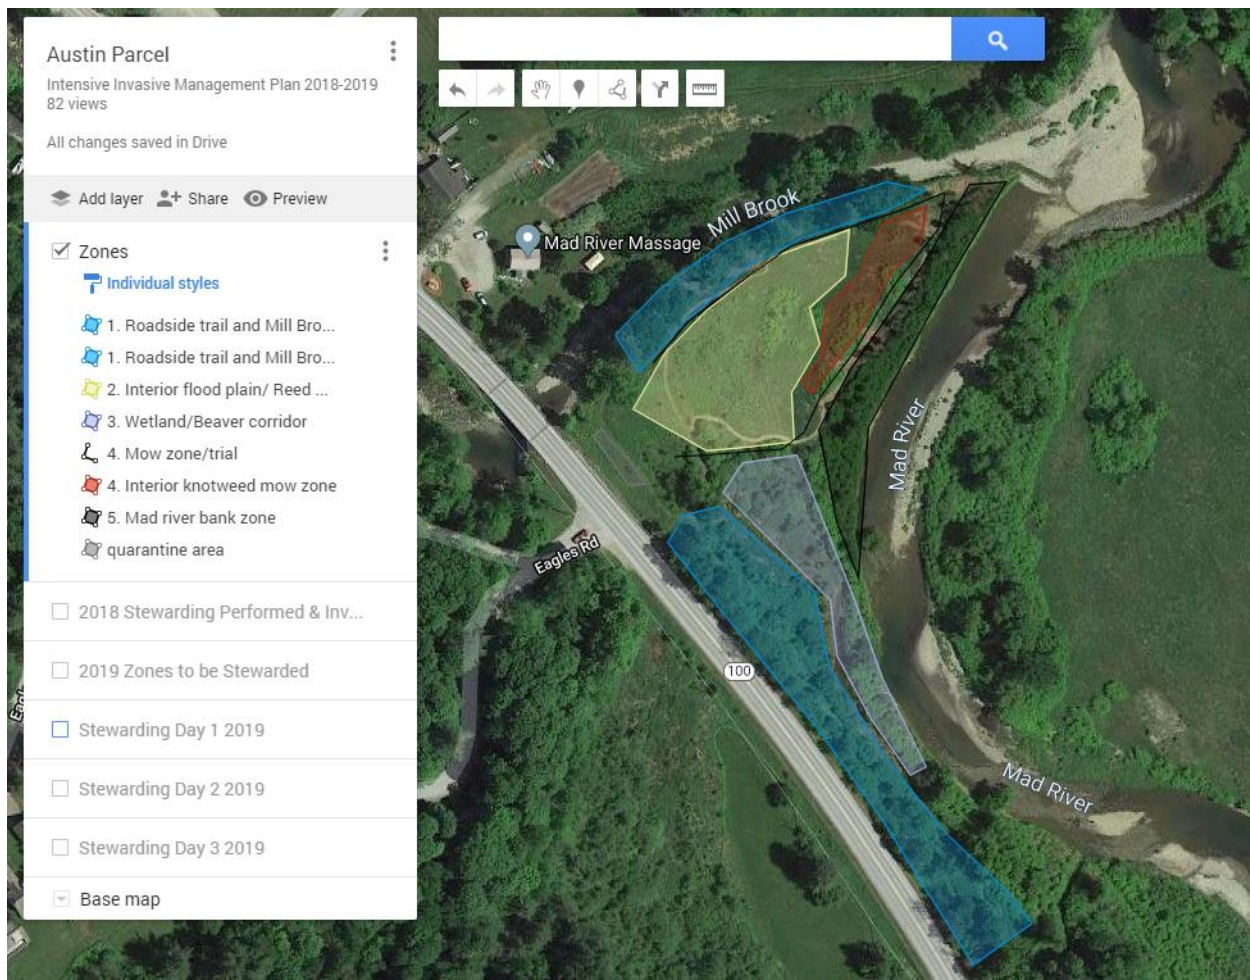 Austin Parcel
Intensive Invasive Management Plan 2018-2019
82 views
All changes saved in Drive
Add layer Share Preview
Zones
Individual styles
1. Roadside trail and Mill Bro...
1. Roadside trail and Mill Bro...
2. Interior flood plain/ Reed ...
3. Wetland/Beaver corridor
4. Mow zone/trial
4. Interior knotweed mow zone
5. Mad river bank zone
quarantine area
2018 Stewarding Performed & Inv...
2019 Zones to be Stewarded
Stewarding Day 1 2019
Stewarding Day 2 2019
Stewarding Day 3 2019
Base map
Mill Brook
Mad River Massage
Mad River
Eagles Rd
100
Mad River